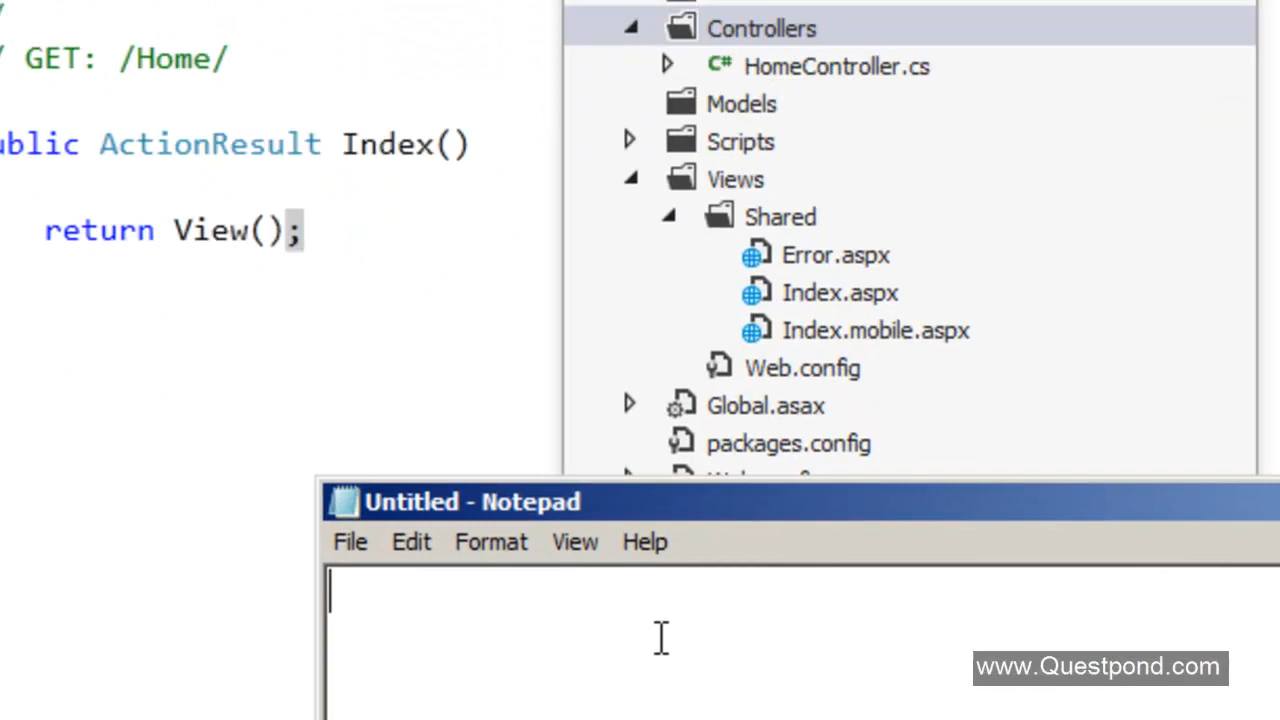 /
/ GET: /Home/
ublic ActionResult Index()
return View();
Controllers
C# HomeController.cs
Models
Scripts
Views
Shared
Error.aspx
Index.aspx
Index.mobile.aspx
Web.config
Global.asax
packages.config
Untitled - Notepad
File Edit Format View Help
www.Questpond.com